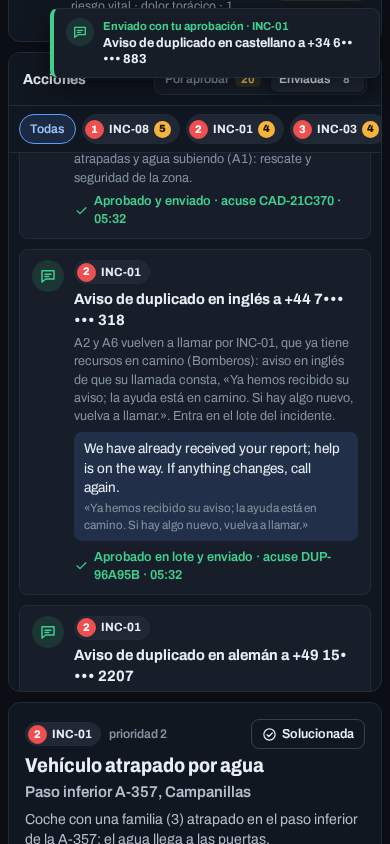 riesgo vital · dolor torácico · 1
Enviado con tu aprobación · INC-01
Aviso de duplicado en castellano a +34 6••
••• 883
Acciones
Por aprobar 20
Enviadas 8
Todas
1 INC-08 5
2 INC-01 4
3 INC-03 4
atrapadas y agua subiendo (A1): rescate y
seguridad de la zona.
Aprobado y enviado · acuse CAD-21C370 ·
05:32
2 INC-01
Aviso de duplicado en inglés a +44 7•••
••• 318
A2 y A6 vuelven a llamar por INC-01, que ya tiene
recursos en camino (Bomberos): aviso en inglés
de que su llamada consta, «Ya hemos recibido su
aviso; la ayuda está en camino. Si hay algo nuevo,
vuelva a llamar.». Entra en el lote del incidente.
We have already received your report; help
is on the way. If anything changes, call
again.
«Ya hemos recibido su aviso; la ayuda está en
camino. Si hay algo nuevo, vuelva a llamar.»
Aprobado en lote y enviado · acuse DUP-
96A95B · 05:32
2 INC-01
Aviso de duplicado en alemán a +49 15•
••• 2207
2 INC-01 prioridad 2
Solucionada
Vehículo atrapado por agua
Paso inferior A-357, Campanillas
Coche con una familia (3) atrapado en el paso inferior
de la A-357; el agua llega a las puertas.